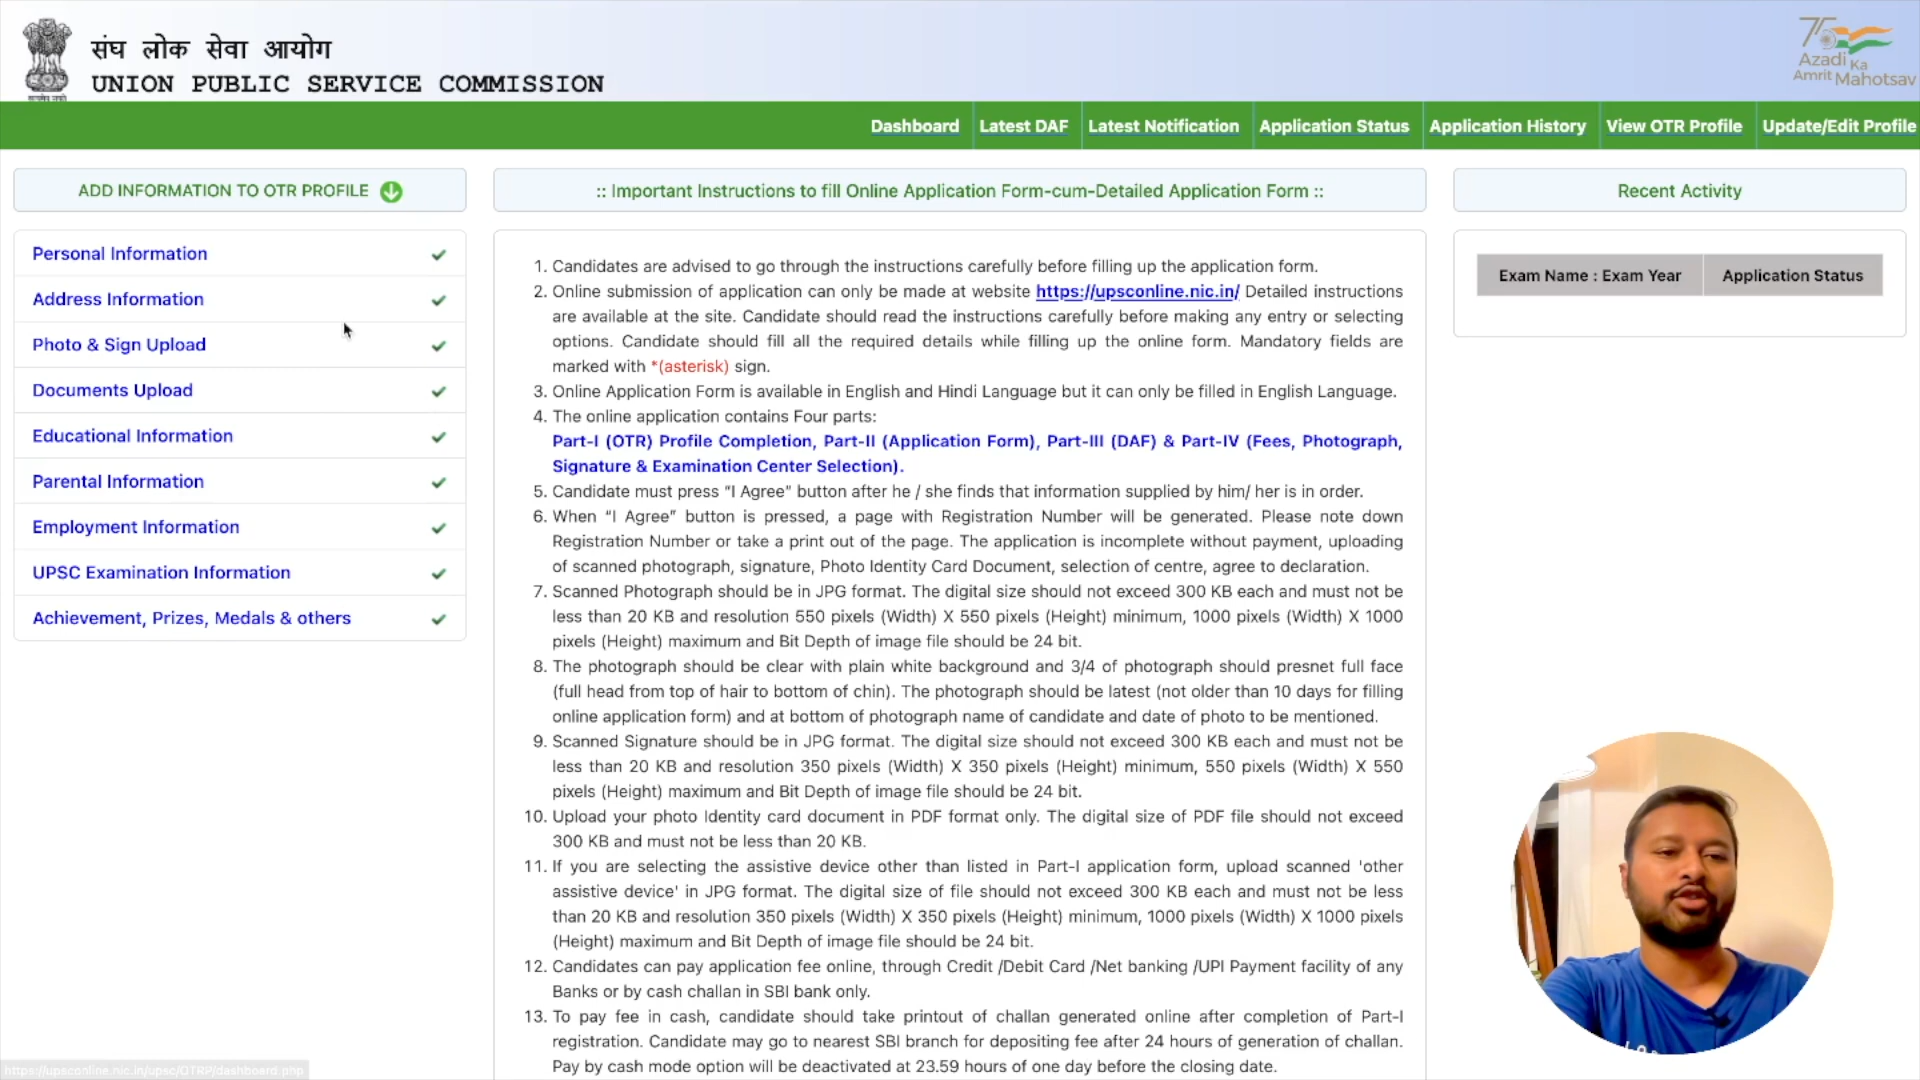 संघ लोक सेवा आयोग
UNION PUBLIC SERVICE COMMISSION
75
Azadi Ka
Amrit Mahotsav
Dashboard
Latest DAF
Latest Notification
Application Status
Application History
View OTR Profile
Update/Edit Profile
ADD INFORMATION TO OTR PROFILE
Personal Information
Address Information
Photo & Sign Upload
Documents Upload
Educational Information
Parental Information
Employment Information
UPSC Examination Information
Achievement, Prizes, Medals & others
:: Important Instructions to fill Online Application Form-cum-Detailed Application Form ::
1. Candidates are advised to go through the instructions carefully before filling up the application form.
2. Online submission of application can only be made at website https://upsconline.nic.in/ Detailed instructions
are available at the site. Candidate should read the instructions carefully before making any entry or selecting
options. Candidate should fill all the required details while filling up the online form. Mandatory fields are
marked with *(asterisk) sign.
3. Online Application Form is available in English and Hindi Language but it can only be filled in English Language.
4. The online application contains Four parts:
Part-I (OTR) Profile Completion, Part-II (Application Form), Part-III (DAF) & Part-IV (Fees, Photograph,
Signature & Examination Center Selection).
5. Candidate must press “I Agree” button after he / she finds that information supplied by him/ her is in order.
6. When “I Agree” button is pressed, a page with Registration Number will be generated. Please note down
Registration Number or take a print out of the page. The application is incomplete without payment, uploading
of scanned photograph, signature, Photo Identity Card Document, selection of centre, agree to declaration.
7. Scanned Photograph should be in JPG format. The digital size should not exceed 300 KB each and must not be
less than 20 KB and resolution 550 pixels (Width) X 550 pixels (Height) minimum, 1000 pixels (Width) X 1000
pixels (Height) maximum and Bit Depth of image file should be 24 bit.
8. The photograph should be clear with plain white background and 3/4 of photograph should presnet full face
(full head from top of hair to bottom of chin). The photograph should be latest (not older than 10 days for filling
online application form) and at bottom of photograph name of candidate and date of photo to be mentioned.
9. Scanned Signature should be in JPG format. The digital size should not exceed 300 KB each and must not be
less than 20 KB and resolution 350 pixels (Width) X 350 pixels (Height) minimum, 550 pixels (Width) X 550
pixels (Height) maximum and Bit Depth of image file should be 24 bit.
10. Upload your photo Identity card document in PDF format only. The digital size of PDF file should not exceed
300 KB and must not be less than 20 KB.
11. If you are selecting the assistive device other than listed in Part-I application form, upload scanned 'other
assistive device' in JPG format. The digital size of file should not exceed 300 KB each and must not be less
than 20 KB and resolution 350 pixels (Width) X 350 pixels (Height) minimum, 1000 pixels (Width) X 1000 pixels
(Height) maximum and Bit Depth of image file should be 24 bit.
12. Candidates can pay application fee online, through Credit /Debit Card /Net banking /UPI Payment facility of any
Banks or by cash challan in SBI bank only.
13. To pay fee in cash, candidate should take printout of challan generated online after completion of Part-I
registration. Candidate may go to nearest SBI branch for depositing fee after 24 hours of generation of challan.
Pay by cash mode option will be deactivated at 23.59 hours of one day before the closing date.
Recent Activity
Exam Name : Exam Year
Application Status
https://upsconline.nic.in/upsc/OTRP/dashboard.php